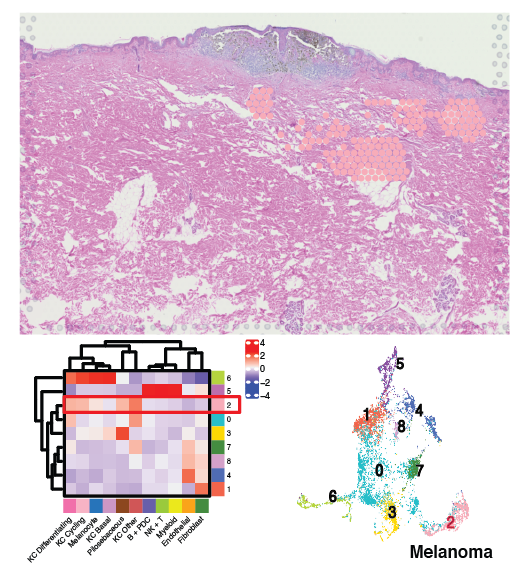 4
2
0
−2
−4
6
5
2
0
3
7
8
4
1
KC Differentiating
KC Cycling
Melanocyte
KC Basal
Pilosebaceous
KC Other
B + PDC
NK + T
Myeloid
Endothelial
Fibroblast
5
1
4
8
0
7
6
3
2
Melanoma